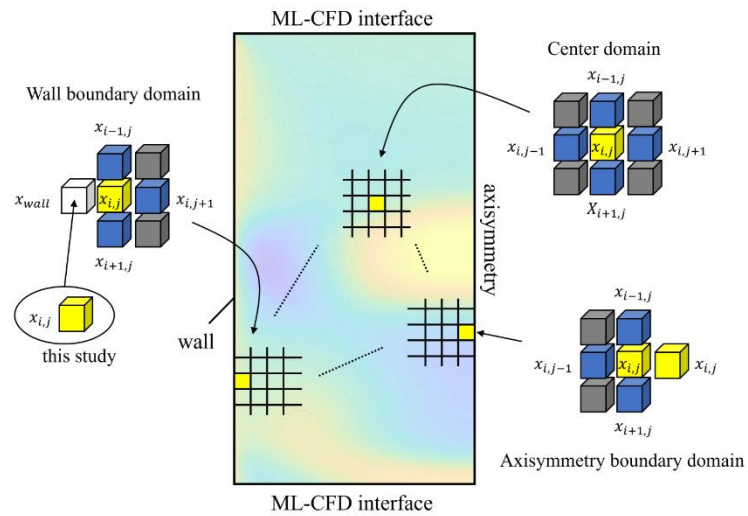 ML-CFD interface
Wall boundary domain
x_{i-1,j}
x_{wall}
x_{i,j}
x_{i,j+1}
x_{i+1,j}
x_{i,j}
this study
wall
axisymmetry
Center domain
x_{i-1,j}
x_{i,j-1}
x_{i,j}
x_{i,j+1}
X_{i+1,j}
x_{i-1,j}
x_{i,j-1}
x_{i,j}
x_{i,j}
x_{i+1,j}
Axisymmetry boundary domain
ML-CFD interface